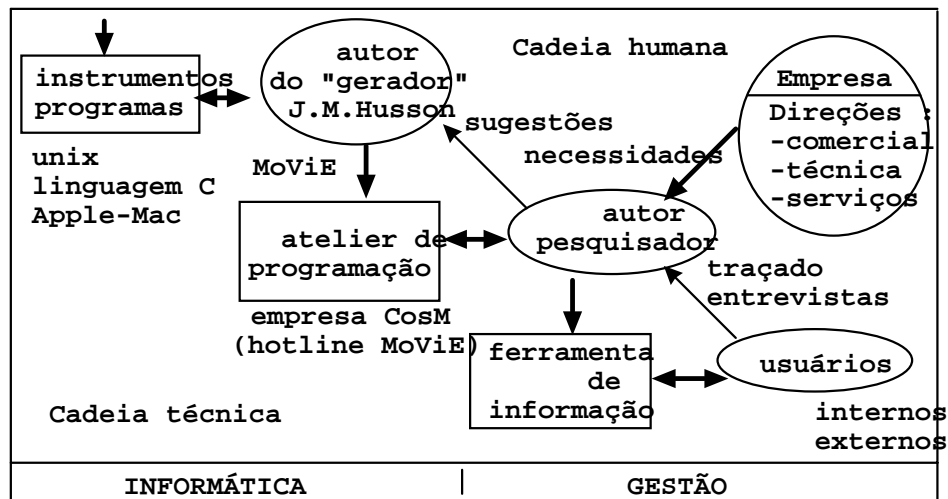 autor
do "gerador"
J.M.Husson
Cadeia humana
Empresa
Direções :
-comercial
-técnica
-serviços
instrumentos
programas
unix
linguagem C
Apple-Mac
MoViE
sugestões
necessidades
autor
pesquisador
atelier de
programação
empresa CosM
(hotline MoViE)
traçado
entrevistas
ferramenta
de
informação
usuários
internos
externos
Cadeia técnica
INFORMÁTICA
GESTÃO